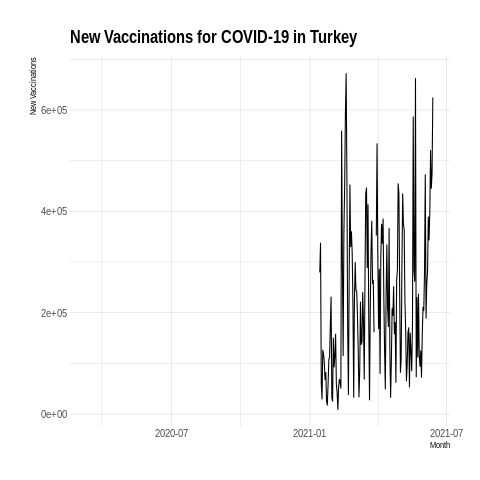 New Vaccinations for COVID-19 in Turkey
New Vaccinations
6e+05
4e+05
2e+05
0e+00
2020-07
2021-01
2021-07
Month